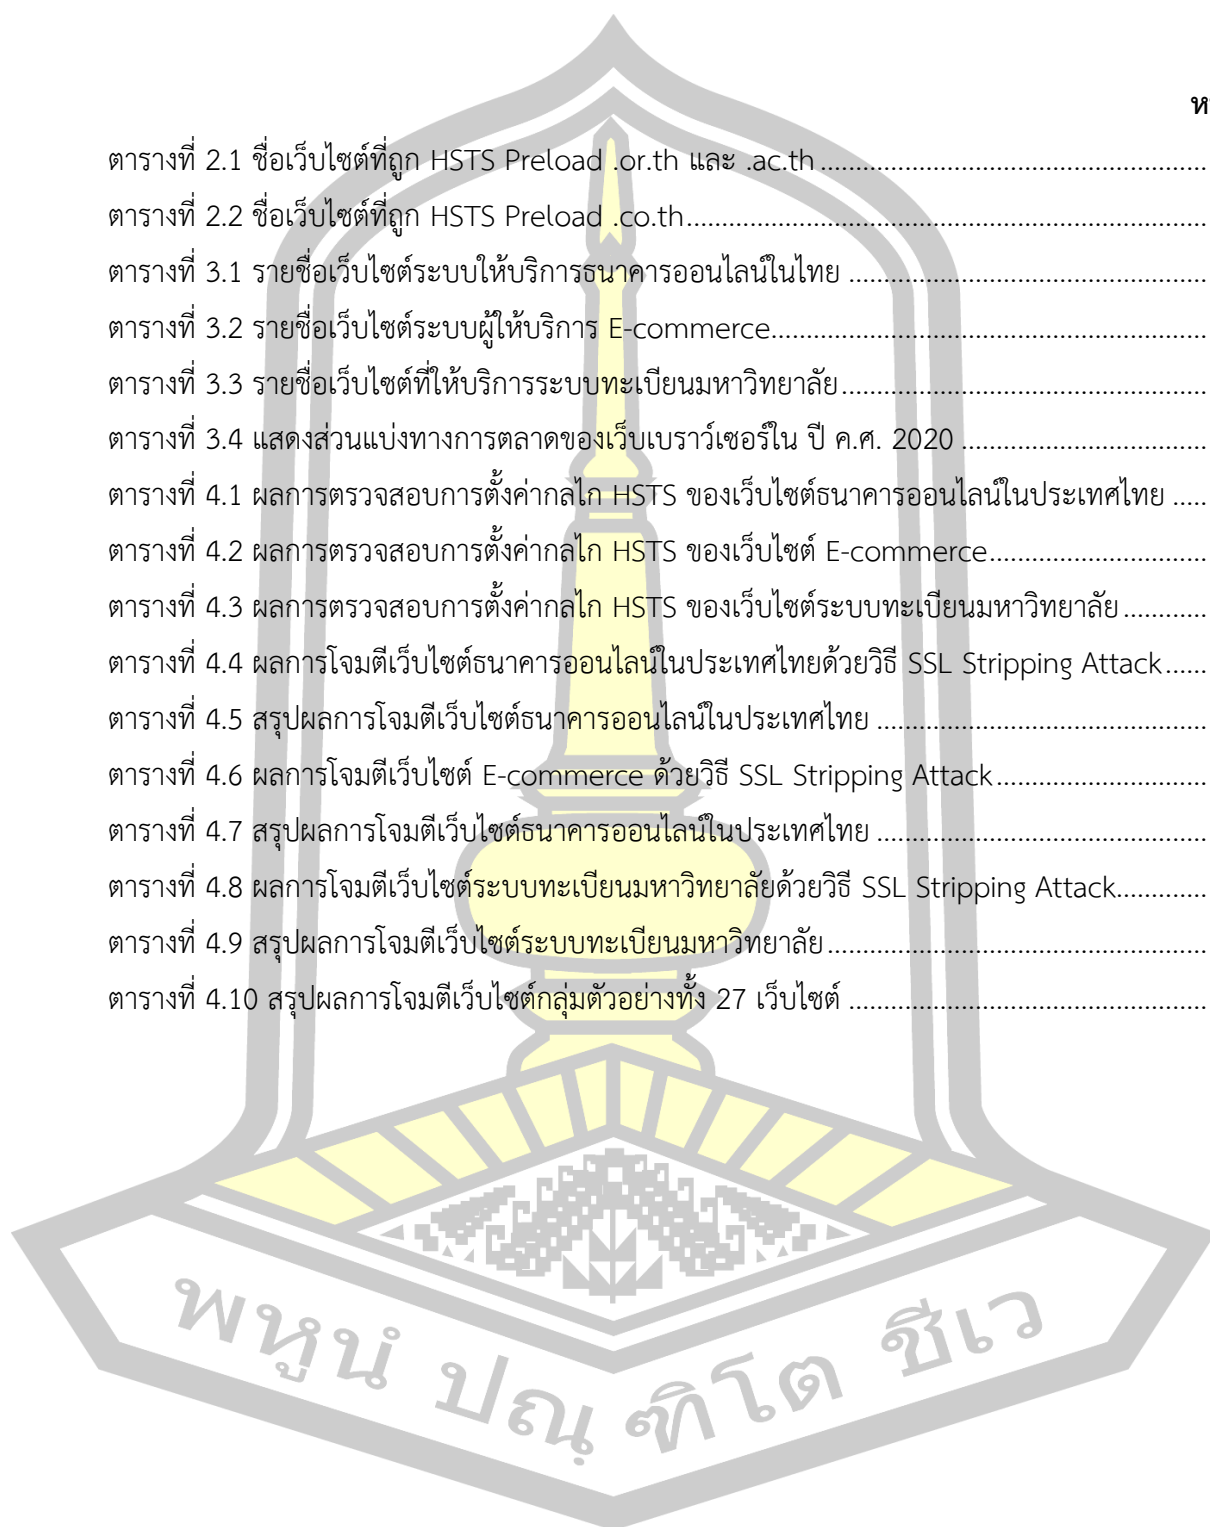 ห
ตารางที่ 2.1 ชื่อเว็บไซต์ที่ถูก HSTS Preload .or.th และ .ac.th ........................................................
ตารางที่ 2.2 ชื่อเว็บไซต์ที่ถูก HSTS Preload .co.th..........................................................................
ตารางที่ 3.1 รายชื่อเว็บไซต์ระบบให้บริการธนาคารออนไลน์ในไทย ...................................................
ตารางที่ 3.2 รายชื่อเว็บไซต์ระบบผู้ให้บริการ E-commerce..............................................................
ตารางที่ 3.3 รายชื่อเว็บไซต์ที่ให้บริการระบบทะเบียนมหาวิทยาลัย....................................................
ตารางที่ 3.4 แสดงส่วนแบ่งทางการตลาดของเว็บเบราว์เซอร์ใน ปี ค.ศ. 2020 ...................................
ตารางที่ 4.1 ผลการตรวจสอบการตั้งค่ากลไก HSTS ของเว็บไซต์ธนาคารออนไลน์ในประเทศไทย .....
ตารางที่ 4.2 ผลการตรวจสอบการตั้งค่ากลไก HSTS ของเว็บไซต์ E-commerce...............................
ตารางที่ 4.3 ผลการตรวจสอบการตั้งค่ากลไก HSTS ของเว็บไซต์ระบบทะเบียนมหาวิทยาลัย............
ตารางที่ 4.4 ผลการโจมตีเว็บไซต์ธนาคารออนไลน์ในประเทศไทยด้วยวิธี SSL Stripping Attack......
ตารางที่ 4.5 สรุปผลการโจมตีเว็บไซต์ธนาคารออนไลน์ในประเทศไทย ...............................................
ตารางที่ 4.6 ผลการโจมตีเว็บไซต์ E-commerce ด้วยวิธี SSL Stripping Attack..............................
ตารางที่ 4.7 สรุปผลการโจมตีเว็บไซต์ธนาคารออนไลน์ในประเทศไทย ...............................................
ตารางที่ 4.8 ผลการโจมตีเว็บไซต์ระบบทะเบียนมหาวิทยาลัยด้วยวิธี SSL Stripping Attack.............
ตารางที่ 4.9 สรุปผลการโจมตีเว็บไซต์ระบบทะเบียนมหาวิทยาลัย......................................................
ตารางที่ 4.10 สรุปผลการโจมตีเว็บไซต์กลุ่มตัวอย่างทั้ง 27 เว็บไซต์ ...................................................
พหูนํ ปณฺฑิโต ชีเว